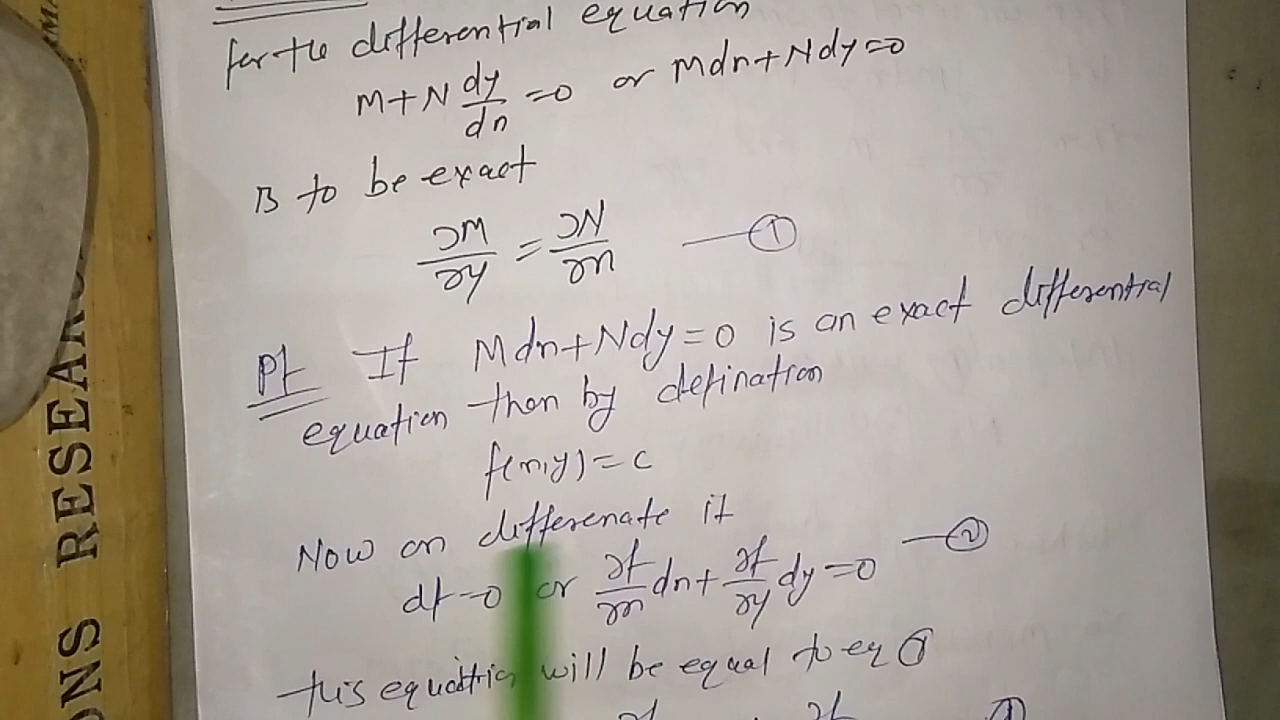 for the differential equation
M+N dy/dn =0 or Mdn+Ndy=0
is to be exact
∂M/∂y = ∂N/∂n —①
Pf If Mdn+Ndy=0 is an exact differential
equation then by defination
f(n,y)=c
Now on differenate it
df=0 or ∂f/∂n dn+ ∂f/∂y dy=0 —②
this equation will be equal to eq ①
ONS RESEAR